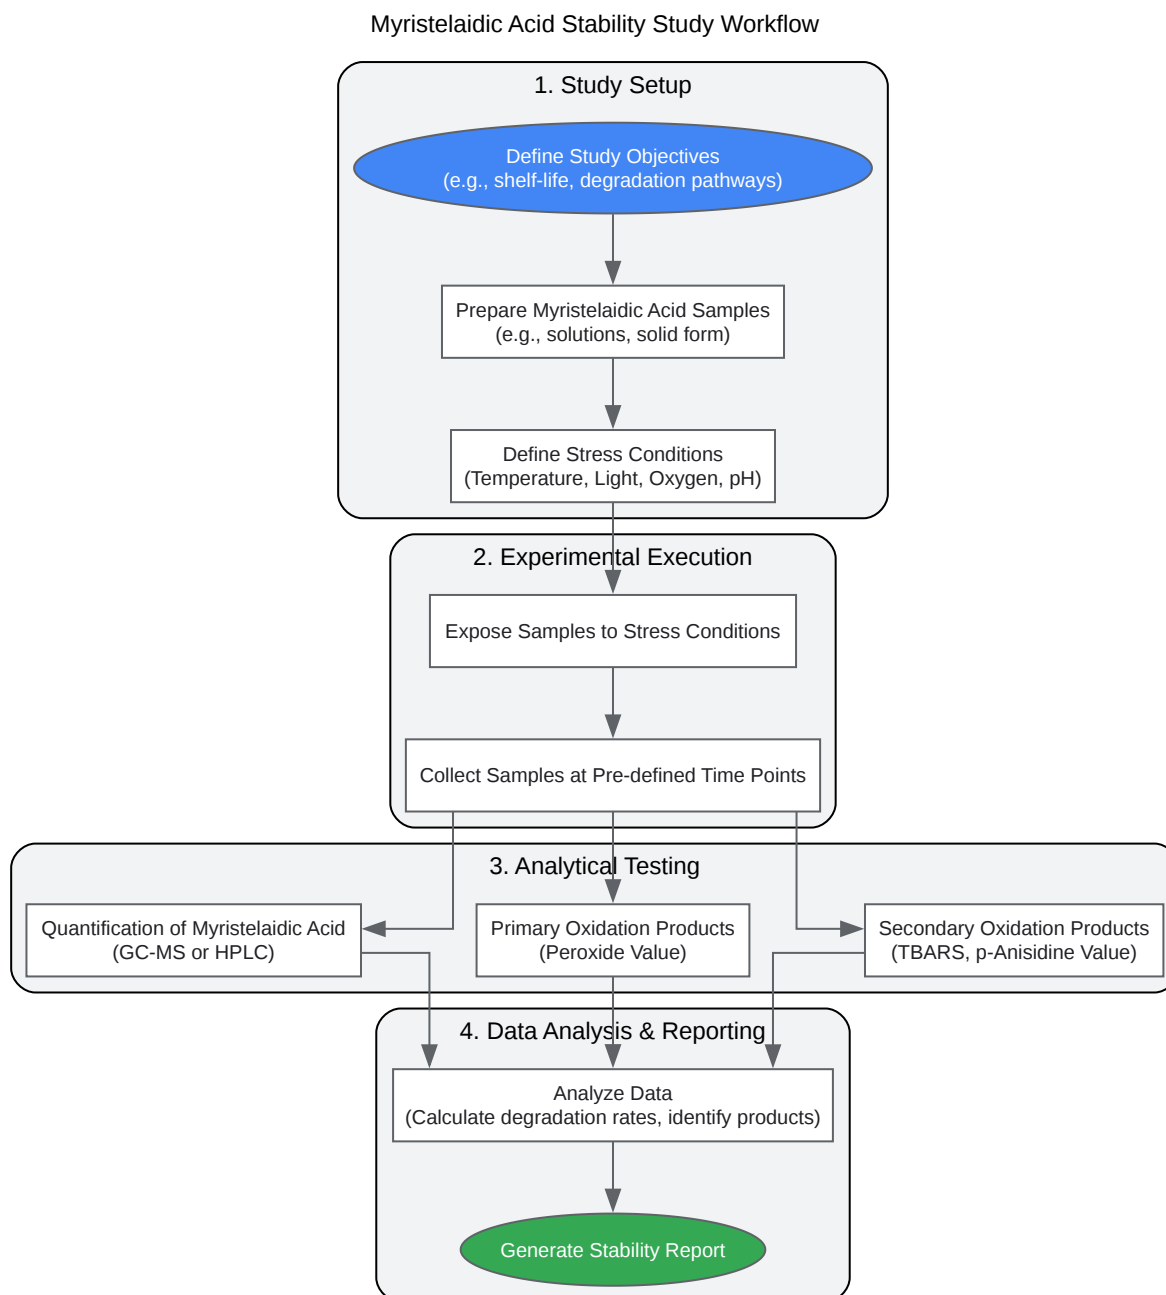 Myristelaidic Acid Stability Study Workflow
1. Study Setup
Define Study Objectives
(e.g., shelf-life, degradation pathways)
Prepare Myristelaidic Acid Samples
(e.g., solutions, solid form)
Define Stress Conditions
(Temperature, Light, Oxygen, pH)
2. Experimental Execution
Expose Samples to Stress Conditions
Collect Samples at Pre-defined Time Points
3. Analytical Testing
Quantification of Myristelaidic Acid
(GC-MS or HPLC)
Primary Oxidation Products
(Peroxide Value)
Secondary Oxidation Products
(TBARS, p-Anisidine Value)
4. Data Analysis & Reporting
Analyze Data
(Calculate degradation rates, identify products)
Generate Stability Report